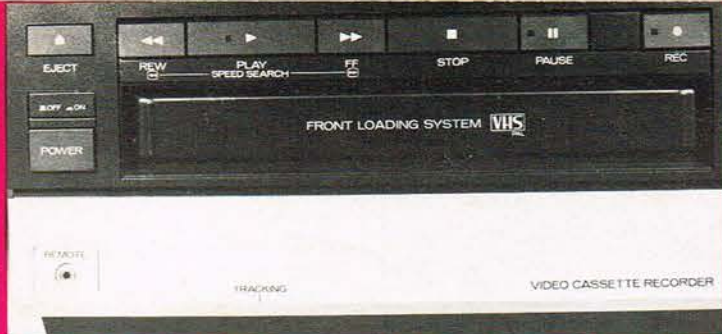 EJECT
REW PLAY FF STOP PAUSE REC
SPEED SEARCH
OFF ON
FRONT LOADING SYSTEM VHS
PAL
POWER
REMOTE
TRACKING
VIDEO CASSETTE RECORDER